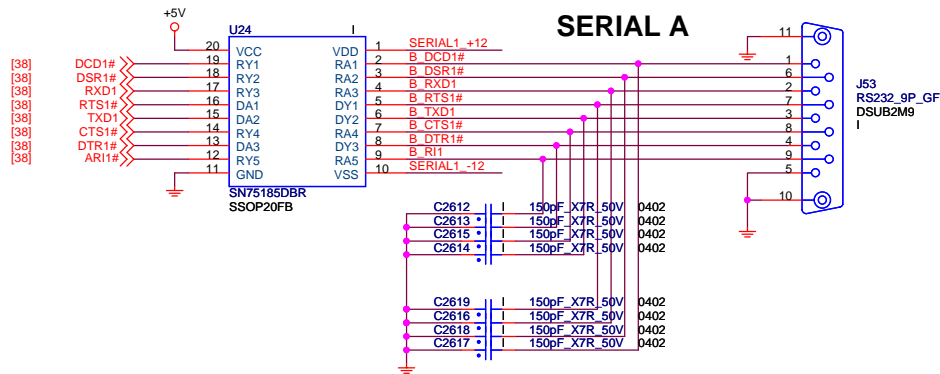 SERIAL A
+5V
U24 I
20 VCC VDD 1 SERIAL1_+12
[38] DCD1# 19 RY1 RA1 2 B_DCD1#
[38] DSR1# 18 RY2 RA2 3 B_DSR1#
[38] RXD1 17 RY3 RA3 4 B_RXD1
[38] RTS1# 16 DA1 DY1 5 B_RTS1#
[38] TXD1 15 DA2 DY2 6 B_TXD1
[38] CTS1# 14 RY4 RA4 7 B_CTS1#
[38] DTR1# 13 DA3 DY3 8 B_DTR1#
[38] ARI1# 12 RY5 RA5 9 B_RI1
11 GND VSS 10 SERIAL1_-12
SN75185DBR
SSOP20FB
11
1
6
2
7
3
8
4
9
5
10
J53
RS232_9P_GF
DSUB2M9
I
C2612 I 150pF_X7R_50V 0402
C2613 I 150pF_X7R_50V 0402
C2615 I 150pF_X7R_50V 0402
C2614 I 150pF_X7R_50V 0402
C2619 I 150pF_X7R_50V 0402
C2616 I 150pF_X7R_50V 0402
C2618 I 150pF_X7R_50V 0402
C2617 I 150pF_X7R_50V 0402